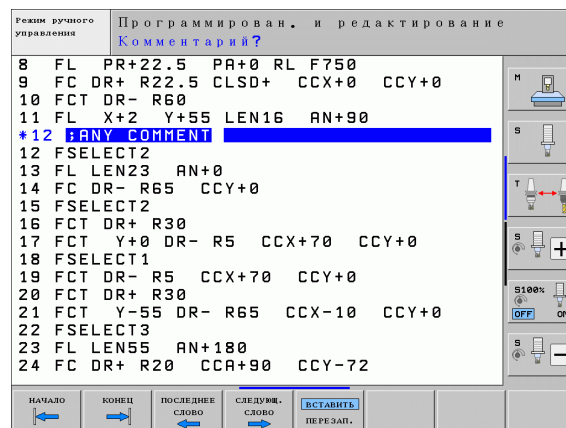 Режим ручного
управления
Программирован. и редактирование
Комментарий?
8 FL PR+22.5 PA+0 RL F750
9 FC DR+ R22.5 CLSD+ CCX+0 CCY+0
10 FCT DR- R60
11 FL X+2 Y+55 LEN16 AN+90
*12 ;ANY COMMENT
12 FSELECT2
13 FL LEN23 AN+0
14 FC DR- R65 CCY+0
15 FSELECT2
16 FCT DR+ R30
17 FCT Y+0 DR- R5 CCX+70 CCY+0
18 FSELECT1
19 FCT DR- R5 CCX+70 CCY+0
20 FCT DR+ R30
21 FCT Y-55 DR- R65 CCX-10 CCY+0
22 FSELECT3
23 FL LEN55 AN+180
24 FC DR+ R20 CCA+90 CCY-72
M
S
T
S
+
S100%
OFF
ON
S
–
НАЧАЛО
КОНЕЦ
ПОСЛЕДНЕЕ
СЛОВО
СЛЕДУЮЩ.
СЛОВО
ВСТАВИТЬ
ПЕРЕЗАП.